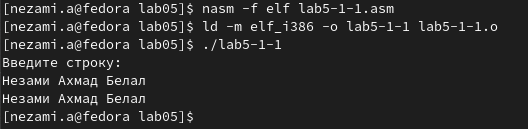 [nezami.a@fedora lab05]$ nasm -f elf lab5-1-1.asm
[nezami.a@fedora lab05]$ ld -m elf_i386 -o lab5-1-1 lab5-1-1.o
[nezami.a@fedora lab05]$ ./lab5-1-1
Введите строку:
Незами Ахмад Белал
Незами Ахмад Белал
[nezami.a@fedora lab05]$